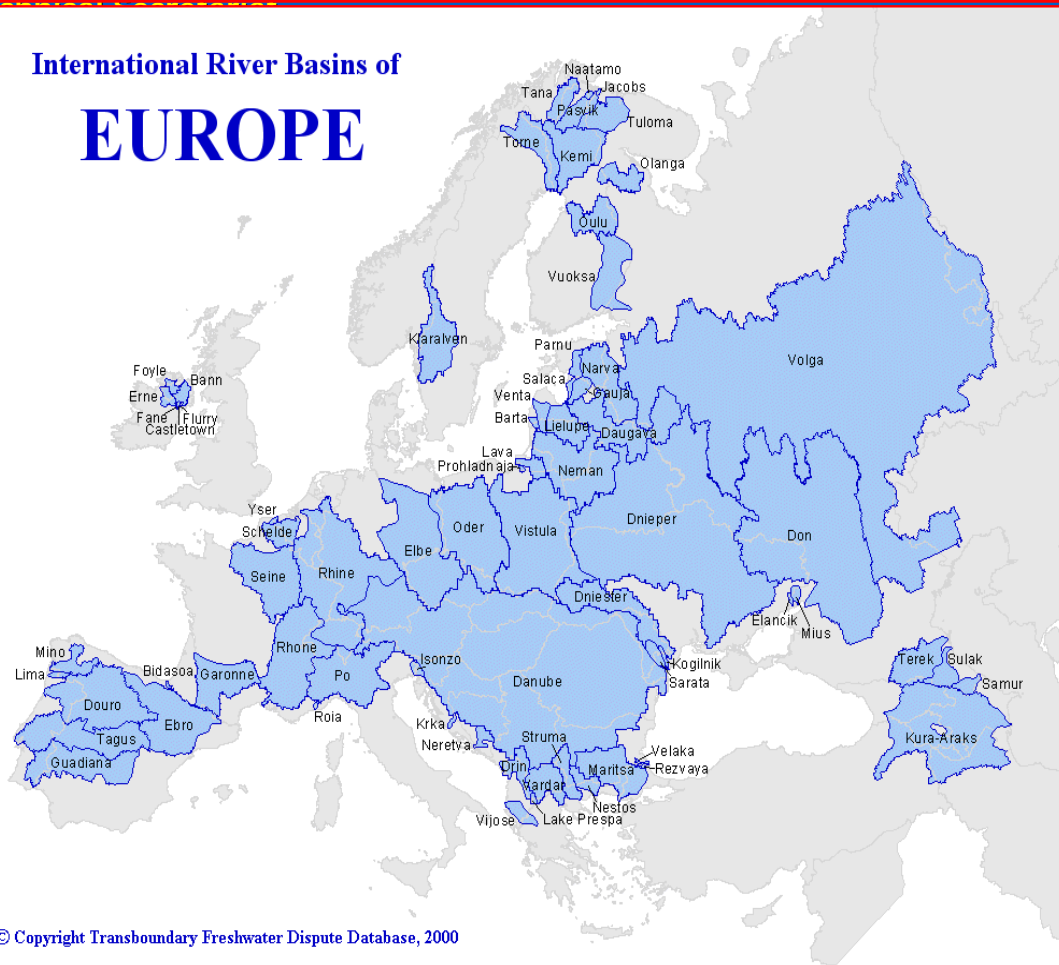 International River Basins of
EUROPE
Naatamo
Tana
Jacobs
Pasvik
Tuloma
Torne
Kemi
Olanga
Oulu
Vuoksa
Klaralven
Parnu
Narva
Volga
Foyle
Bann
Salaca
Erne
Venta
Gauja
Fane
Flurry
Barta
Castletown
Lielupe
Daugava
Lava
Prohladnaja
Neman
Yser
Schelde
Oder
Vistula
Dnieper
Don
Elbe
Seine
Rhine
Dniester
Elancik
Mius
Mino
Rhone
Isonzo
Terek
Sulak
Lima
Bidasoa
Garonne
Po
Kogilnik
Danube
Sarata
Samur
Douro
Roia
Ebro
Krka
Struma
Kura-Araks
Tagus
Neretva
Velaka
Guadiana
Drin
Maritsa
Rezvaya
Vardar
Nestos
Vijose
Lake Prespa
© Copyright Transboundary Freshwater Dispute Database, 2000